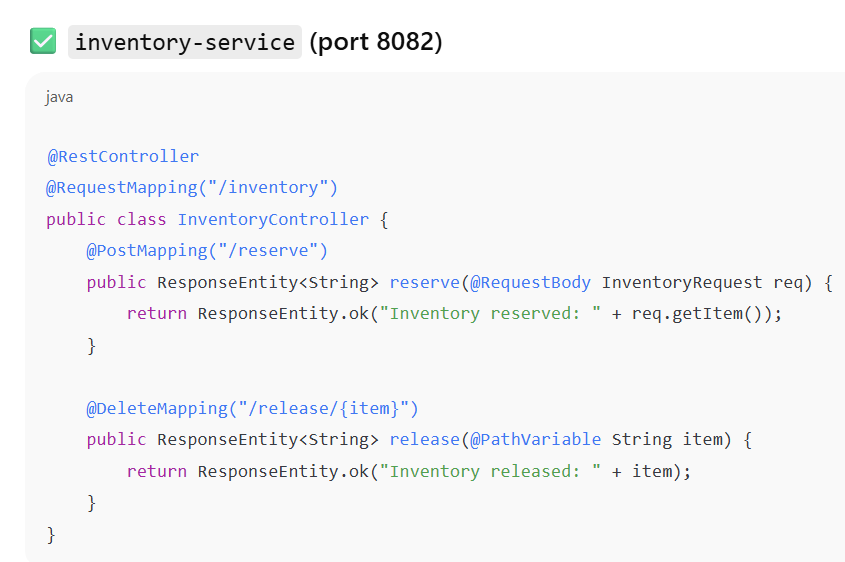 ✅ inventory-service (port 8082)
java
@RestController
@RequestMapping("/inventory")
public class InventoryController {
    @PostMapping("/reserve")
    public ResponseEntity<String> reserve(@RequestBody InventoryRequest req) {
        return ResponseEntity.ok("Inventory reserved: " + req.getItem());
    }

    @DeleteMapping("/release/{item}")
    public ResponseEntity<String> release(@PathVariable String item) {
        return ResponseEntity.ok("Inventory released: " + item);
    }
}